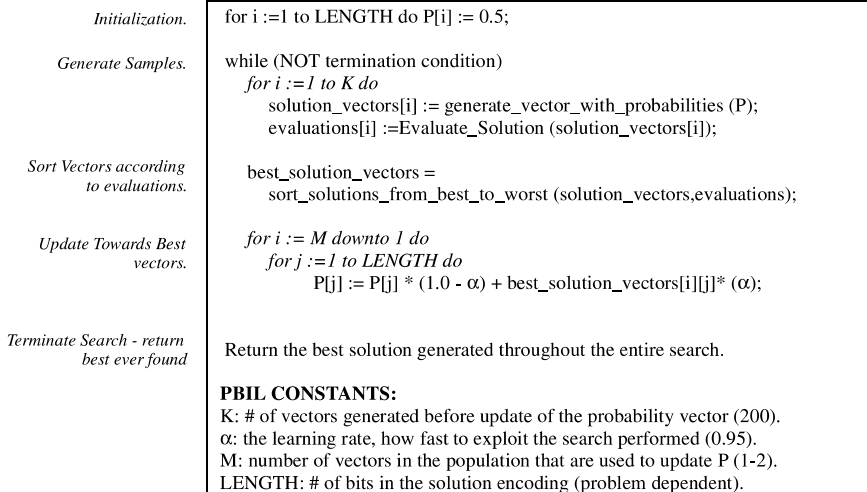 Initialization.
for i :=1 to LENGTH do P[i] := 0.5;
Generate Samples.
while (NOT termination condition)
for i :=1 to K do
solution_vectors[i] := generate_vector_with_probabilities (P);
evaluations[i] :=Evaluate_Solution (solution_vectors[i]);
Sort Vectors according
to evaluations.
best_solution_vectors =
sort_solutions_from_best_to_worst (solution_vectors,evaluations);
Update Towards Best
vectors.
for i := M downto 1 do
for j :=1 to LENGTH do
P[j] := P[j] * (1.0 - α) + best_solution_vectors[i][j]* (α);
Terminate Search - return
best ever found
Return the best solution generated throughout the entire search.
PBIL CONSTANTS:
K: # of vectors generated before update of the probability vector (200).
α: the learning rate, how fast to exploit the search performed (0.95).
M: number of vectors in the population that are used to update P (1-2).
LENGTH: # of bits in the solution encoding (problem dependent).